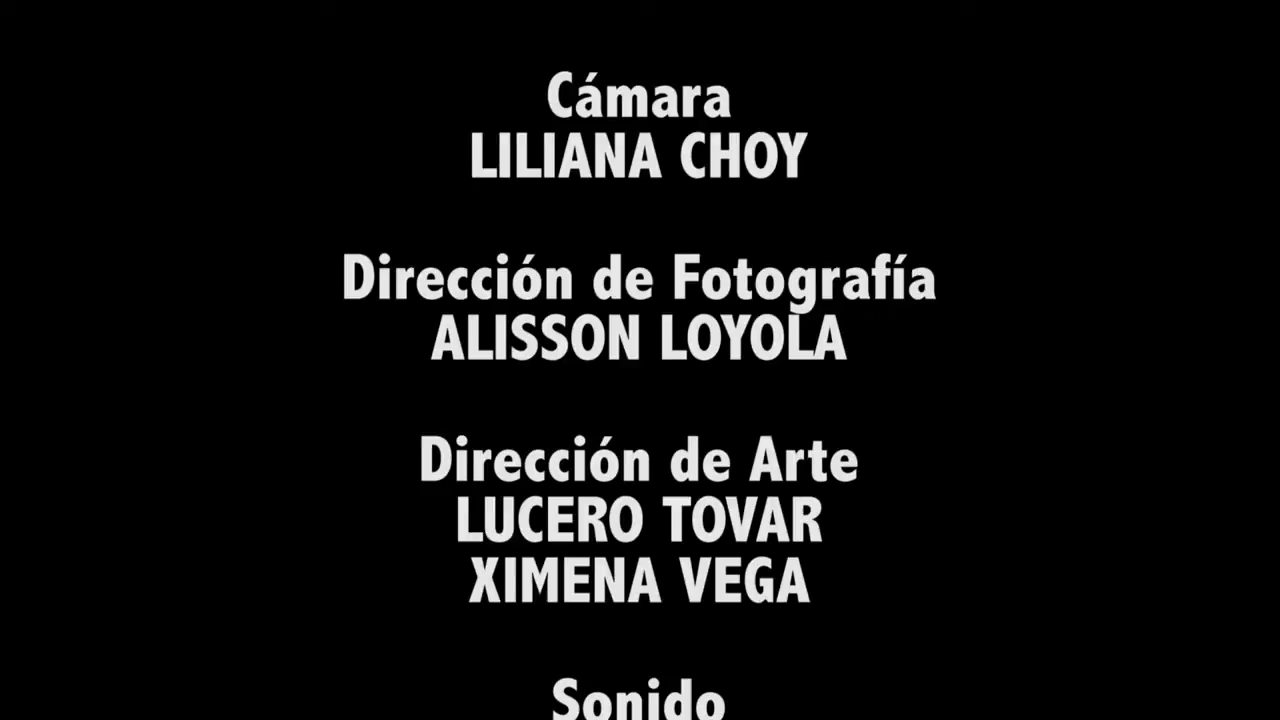 Cámara
LILIANA CHOY
Dirección de Fotografía
ALISSON LOYOLA
Dirección de Arte
LUCERO TOVAR
XIMENA VEGA
Sonido